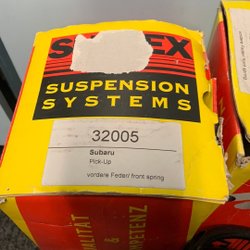 SUSPENSION
SYSTEMS
32005
Subaru
Pick-Up
vordere Feder/ front spring
&